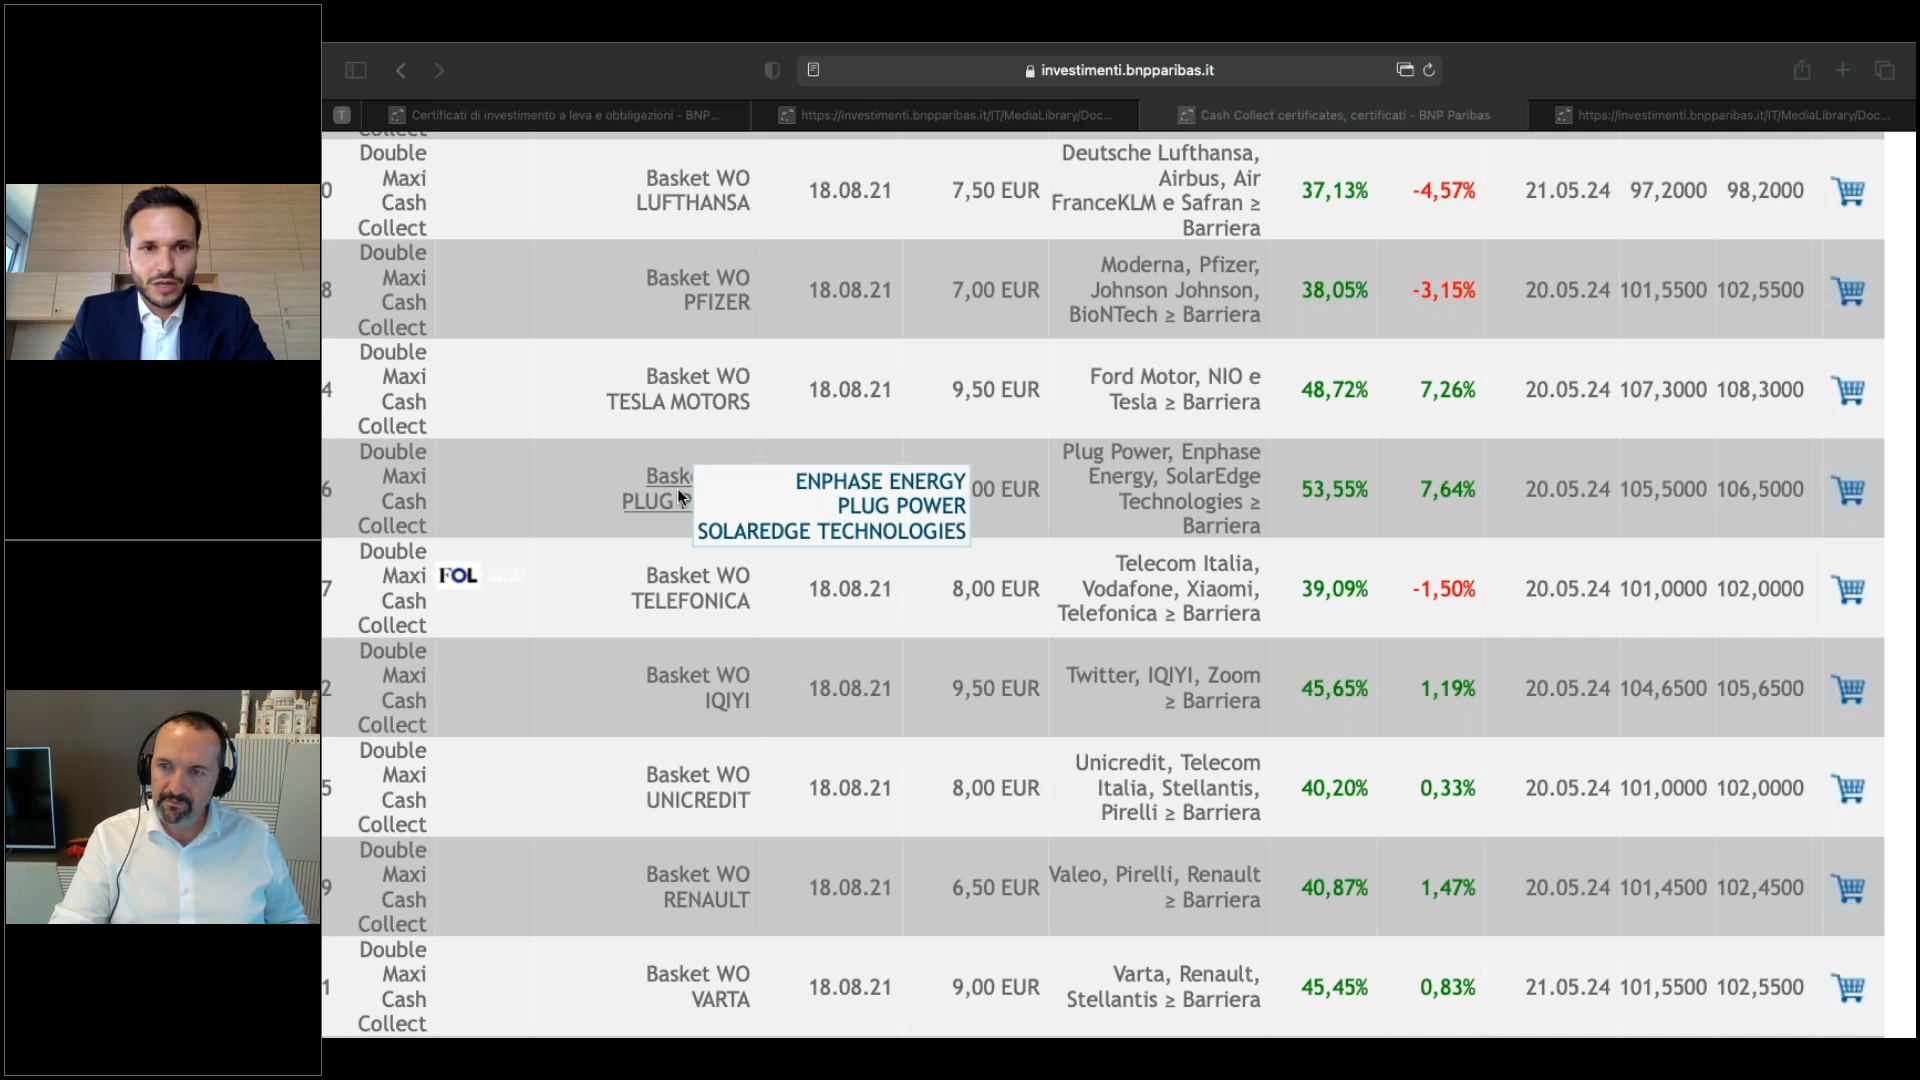 investimenti.bnpparibas.it
T
Certificati di investimento a leva e obbligazioni - BNP...
https://investimenti.bnpparibas.it/IT/MediaLibrary/Doc...
Cash Collect certificates, certificati - BNP Paribas
https://investimenti.bnpparibas.it/IT/MediaLibrary/Doc...
Collect
0
Double
Maxi
Cash
Collect
Basket WO
LUFTHANSA
18.08.21
7,50 EUR
Deutsche Lufthansa,
Airbus, Air
FranceKLM e Safran ≥
Barriera
37,13%
-4,57%
21.05.24
97,2000
98,2000
8
Double
Maxi
Cash
Collect
Basket WO
PFIZER
18.08.21
7,00 EUR
Moderna, Pfizer,
Johnson Johnson,
BioNTech ≥ Barriera
38,05%
-3,15%
20.05.24
101,5500
102,5500
4
Double
Maxi
Cash
Collect
Basket WO
TESLA MOTORS
18.08.21
9,50 EUR
Ford Motor, NIO e
Tesla ≥ Barriera
48,72%
7,26%
20.05.24
107,3000
108,3000
6
Double
Maxi
Cash
Collect
PLUG
ENPHASE ENERGY
PLUG POWER
SOLAREDGE TECHNOLOGIES
00 EUR
Plug Power, Enphase
Energy, SolarEdge
Technologies ≥
Barriera
53,55%
7,64%
20.05.24
105,5000
106,5000
7
Double
Maxi
Cash
Collect
FOL
Basket WO
TELEFONICA
18.08.21
8,00 EUR
Telecom Italia,
Vodafone, Xiaomi,
Telefonica ≥ Barriera
39,09%
-1,50%
20.05.24
101,0000
102,0000
2
Double
Maxi
Cash
Collect
Basket WO
IQIYI
18.08.21
9,50 EUR
Twitter, IQIYI, Zoom
≥ Barriera
45,65%
1,19%
20.05.24
104,6500
105,6500
5
Double
Maxi
Cash
Collect
Basket WO
UNICREDIT
18.08.21
8,00 EUR
Unicredit, Telecom
Italia, Stellantis,
Pirelli ≥ Barriera
40,20%
0,33%
20.05.24
101,0000
102,0000
9
Double
Maxi
Cash
Collect
Basket WO
RENAULT
18.08.21
6,50 EUR
Valeo, Pirelli, Renault
≥ Barriera
40,87%
1,47%
20.05.24
101,4500
102,4500
1
Double
Maxi
Cash
Collect
Basket WO
VARTA
18.08.21
9,00 EUR
Varta, Renault,
Stellantis ≥ Barriera
45,45%
0,83%
21.05.24
101,5500
102,5500